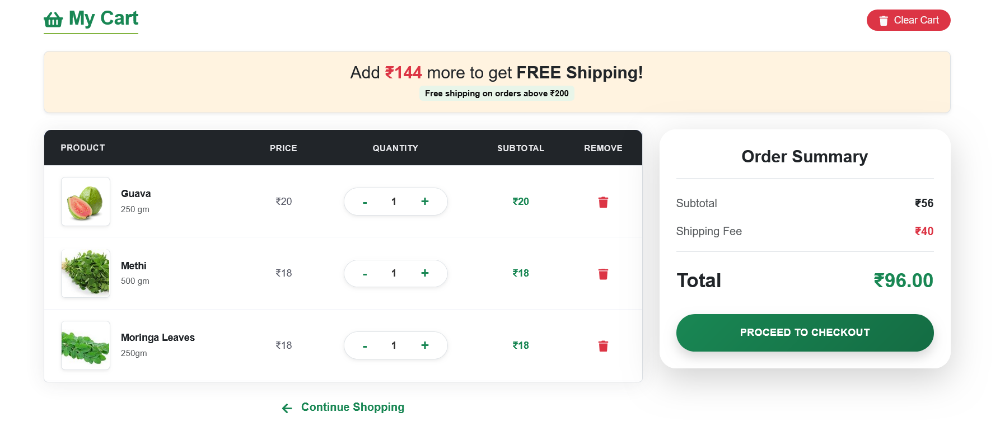 My Cart
Clear Cart
Add ₹144 more to get FREE Shipping!
Free shipping on orders above ₹200
PRODUCT PRICE QUANTITY SUBTOTAL REMOVE
Guava
250 gm
₹20 - 1 + ₹20
Methi
500 gm
₹18 - 1 + ₹18
Moringa Leaves
250gm
₹18 - 1 + ₹18
Continue Shopping
Order Summary
Subtotal ₹56
Shipping Fee ₹40
Total ₹96.00
PROCEED TO CHECKOUT